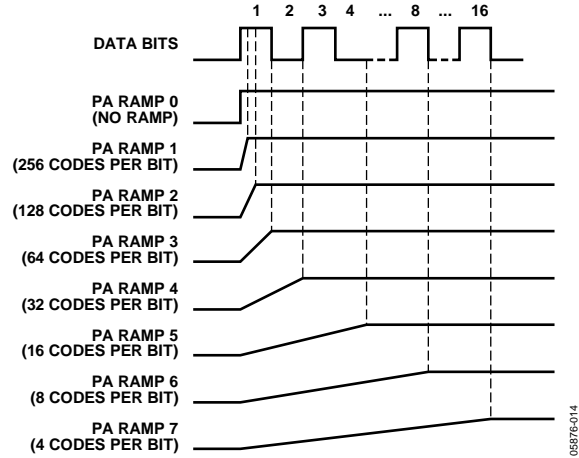 1 2 3 4 ... 8 ... 16
DATA BITS
PA RAMP 0
(NO RAMP)
PA RAMP 1
(256 CODES PER BIT)
PA RAMP 2
(128 CODES PER BIT)
PA RAMP 3
(64 CODES PER BIT)
PA RAMP 4
(32 CODES PER BIT)
PA RAMP 5
(16 CODES PER BIT)
PA RAMP 6
(8 CODES PER BIT)
PA RAMP 7
(4 CODES PER BIT)
05876-014